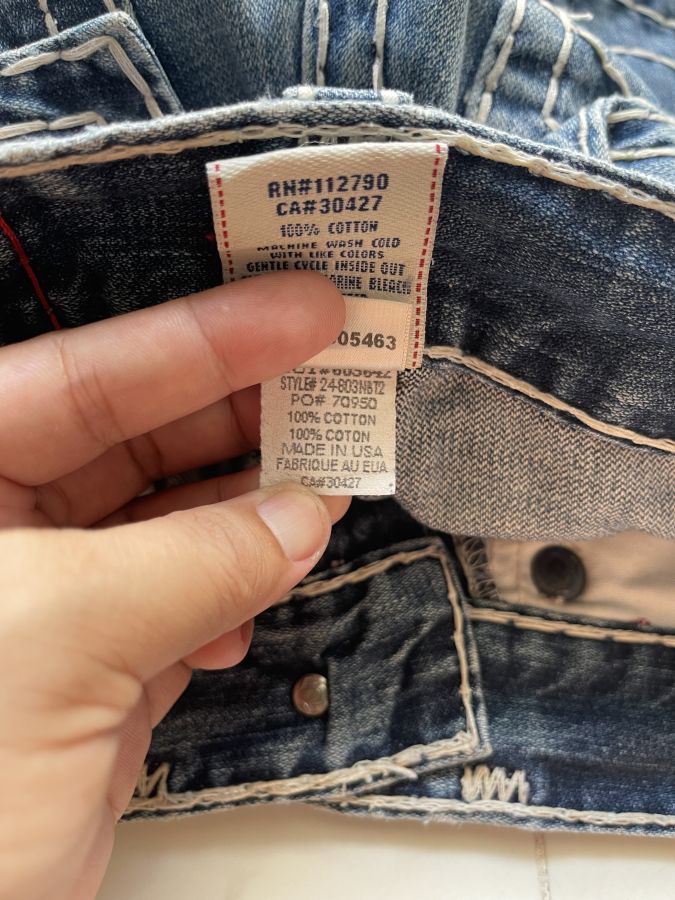 RN#112790
CA#30427
100% COTTON
MACHINE WASH COLD
WITH LIKE COLORS
GENTLE CYCLE INSIDE OUT
BLEACH
05463
STYLE# 24-803NBT2
PO# 70950
100% COTTON
100% COTON
MADE IN USA
FABRIQUE AU EUA
CA#30427